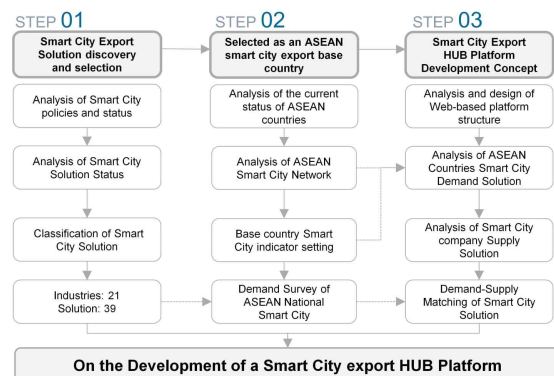 STEP 01
Smart City Export
Solution discovery
and selection
Analysis of Smart City
policies and status
Analysis of Smart City
Solution Status
Classification of Smart
City Solution
Industries: 21
Solution: 39
STEP 02
Selected as an ASEAN
smart city export base
country
Analysis of the current
status of ASEAN
countries
Analysis of ASEAN
Smart City Network
Base country Smart
City indicator setting
Demand Survey of
ASEAN National
Smart City
STEP 03
Smart City Export
HUB Platform
Development Concept
Analysis and design of
Web-based platform
structure
Analysis of ASEAN
Countries Smart City
Demand Solution
Analysis of Smart City
company Supply
Solution
Demand-Supply
Matching of Smart City
Solution
On the Development of a Smart City export HUB Platform